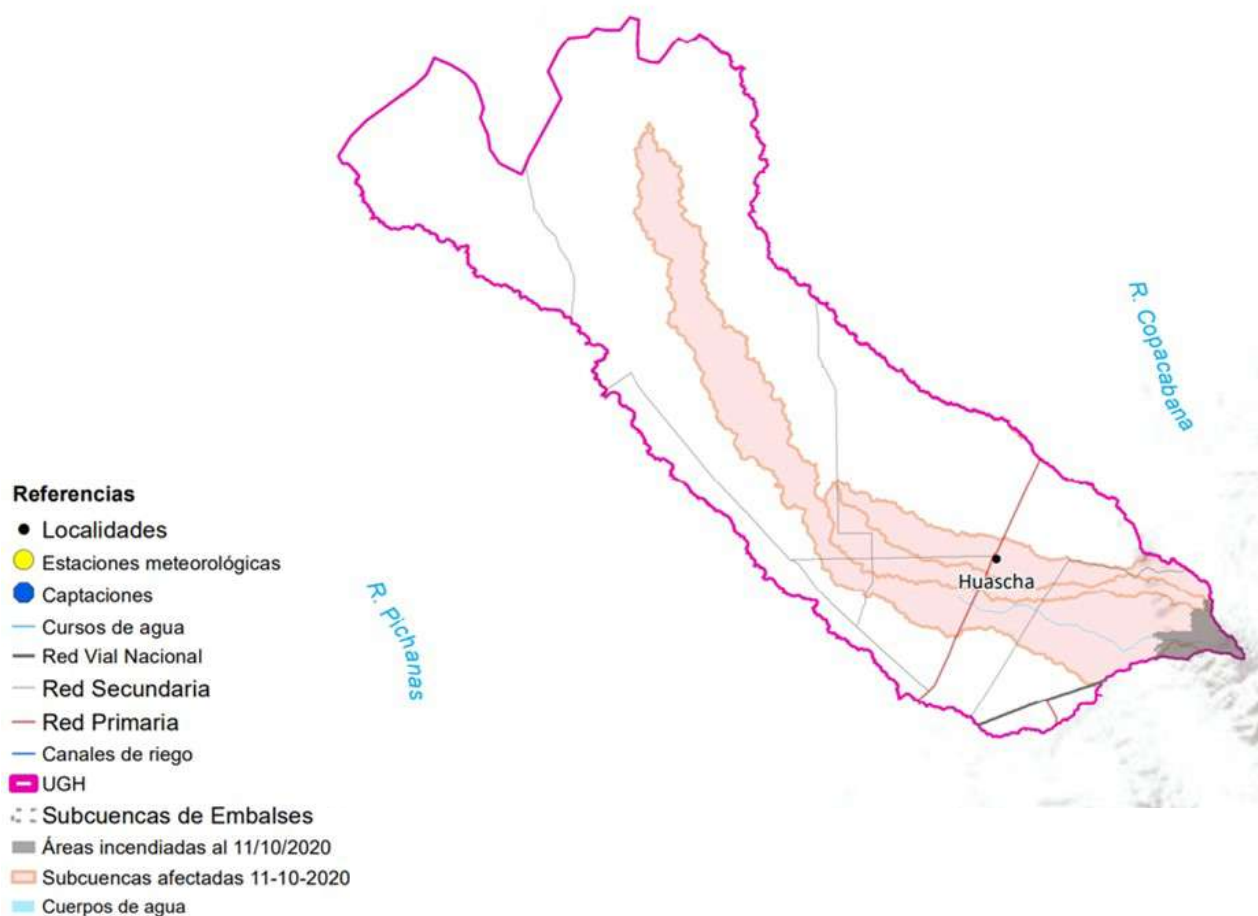 R. Copacabana
Huascha
R. Pichanas
Referencias
Localidades
Estaciones meteorológicas
Captaciones
Cursos de agua
Red Vial Nacional
Red Secundaria
Red Primaria
Canales de riego
UGH
Subcuencas de Embalses
Áreas incendiadas al 11/10/2020
Subcuencas afectadas 11-10-2020
Cuerpos de agua